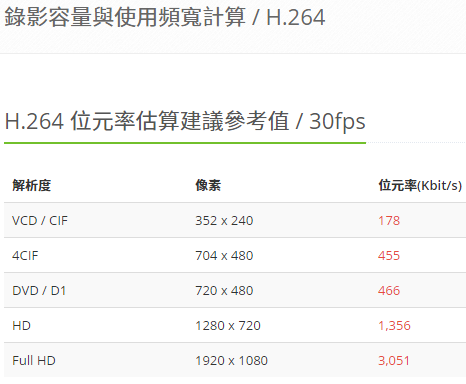 錄影容量與使用頻寬計算 / H.264
H.264 位元率估算建議參考值 / 30fps
解析度 像素 位元率(Kbit/s)
VCD / CIF 352 x 240 178
4CIF 704 x 480 455
DVD / D1 720 x 480 466
HD 1280 x 720 1,356
Full HD 1920 x 1080 3,051